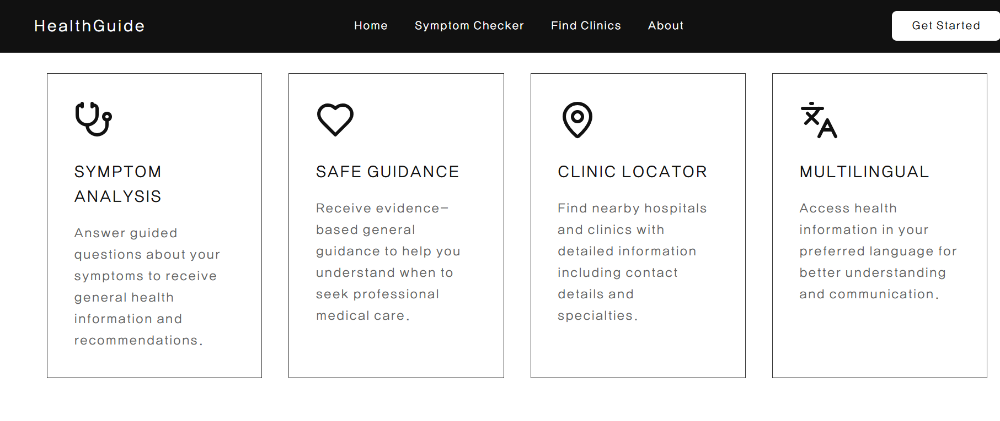 HealthGuide
Home
Symptom Checker
Find Clinics
About
Get Started
SYMPTOM
ANALYSIS
Answer guided
questions about your
symptoms to receive
general health
information and
recommendations.
SAFE GUIDANCE
Receive evidence-
based general
guidance to help you
understand when to
seek professional
medical care.
CLINIC LOCATOR
Find nearby hospitals
and clinics with
detailed information
including contact
details and
specialties.
MULTILINGUAL
Access health
information in your
preferred language for
better understanding
and communication.